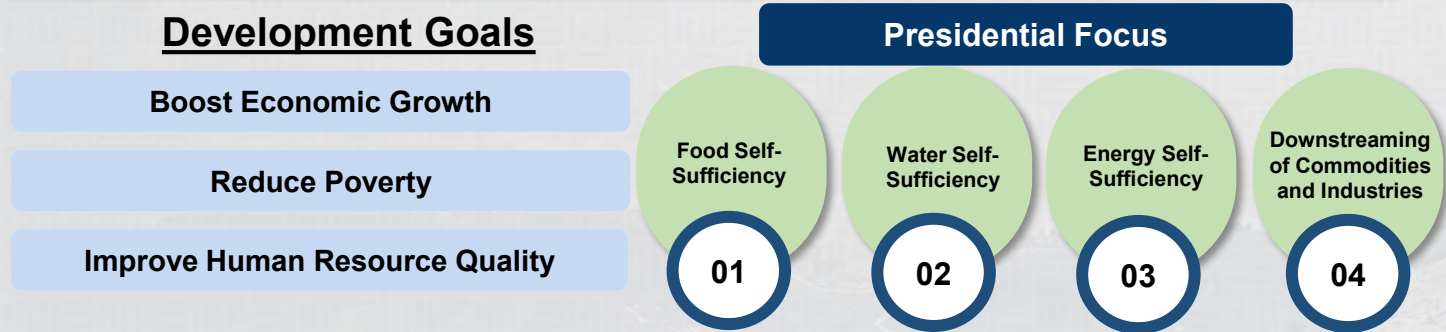 Development Goals
Boost Economic Growth
Reduce Poverty
Improve Human Resource Quality
Presidential Focus
Food Self-
Sufficiency
01
Water Self-
Sufficiency
02
Energy Self-
Sufficiency
03
Downstreaming
of Commodities
and Industries
04